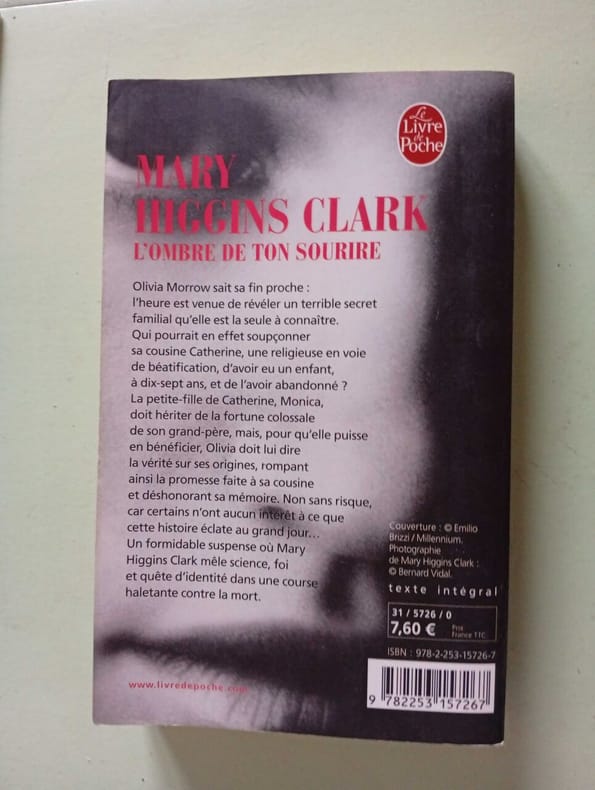 Le
Livre
de
Poche
MARY
HIGGINS CLARK
L'OMBRE DE TON SOURIRE
Olivia Morrow sait sa fin proche :
l'heure est venue de révéler un terrible secret
familial qu'elle est la seule à connaître.
Qui pourrait en effet soupçonner
sa cousine Catherine, une religieuse en voie
de béatification, d'avoir eu un enfant,
à dix-sept ans, et de l'avoir abandonné ?
La petite-fille de Catherine, Monica,
doit hériter de la fortune colossale
de son grand-père, mais, pour qu'elle puisse
en bénéficier, Olivia doit lui dire
la vérité sur ses origines, rompant
ainsi la promesse faite à sa cousine
et déshonorant sa mémoire. Non sans risque,
car certains n'ont aucun intérêt à ce que
cette histoire éclate au grand jour...
Un formidable suspense où Mary
Higgins Clark mêle science, foi
et quête d'identité dans une course
haletante contre la mort.
Couverture : © Emilio
Brizzi / Millennium.
Photographie
de Mary Higgins Clark :
© Bernard Vidal.
texte intégral
31 / 5726 / 0
7,60 € Prix
France TTC
ISBN : 978-2-253-15726-7
9 782253 157267
www.livredepoche.com